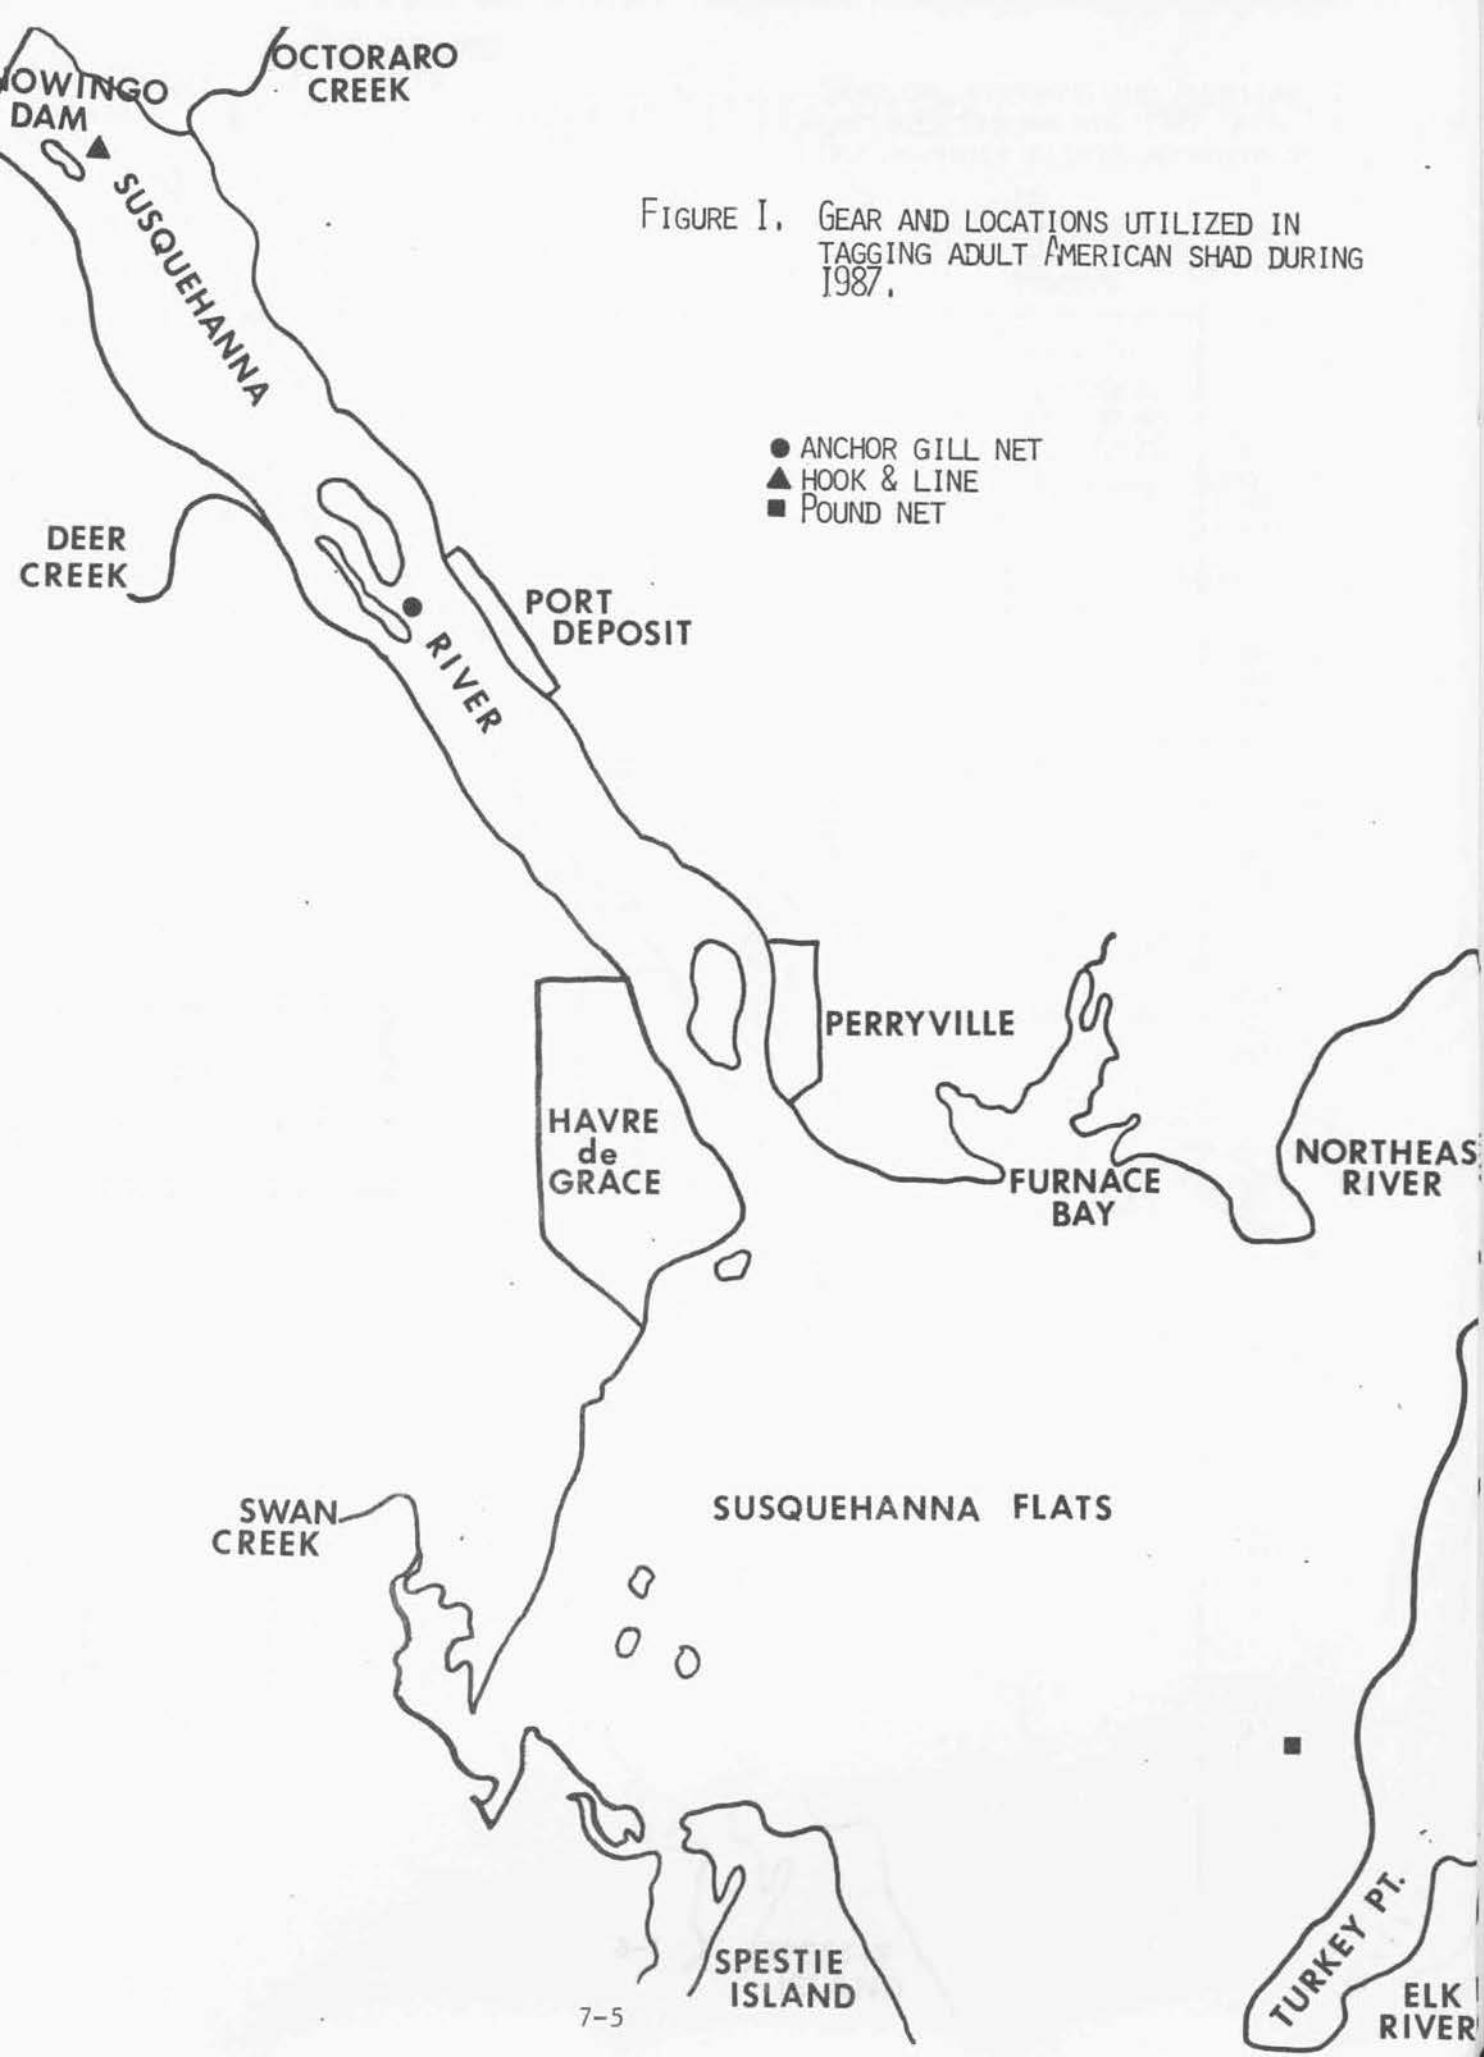 OCTORARO
CREEK
NOWINGO
DAM
SUSQUEHANNA
FIGURE I. GEAR AND LOCATIONS UTILIZED IN
TAGGING ADULT AMERICAN SHAD DURING
1987.
ANCHOR GILL NET
HOOK & LINE
POUND NET
DEER
CREEK
PORT
DEPOSIT
RIVER
PERRYVILLE
HAVRE
de
GRACE
FURNACE
BAY
NORTHEAS
RIVER
SWAN
CREEK
SUSQUEHANNA FLATS
TURKEY PT.
SPESTIE
ISLAND
ELK
RIVER
7-5